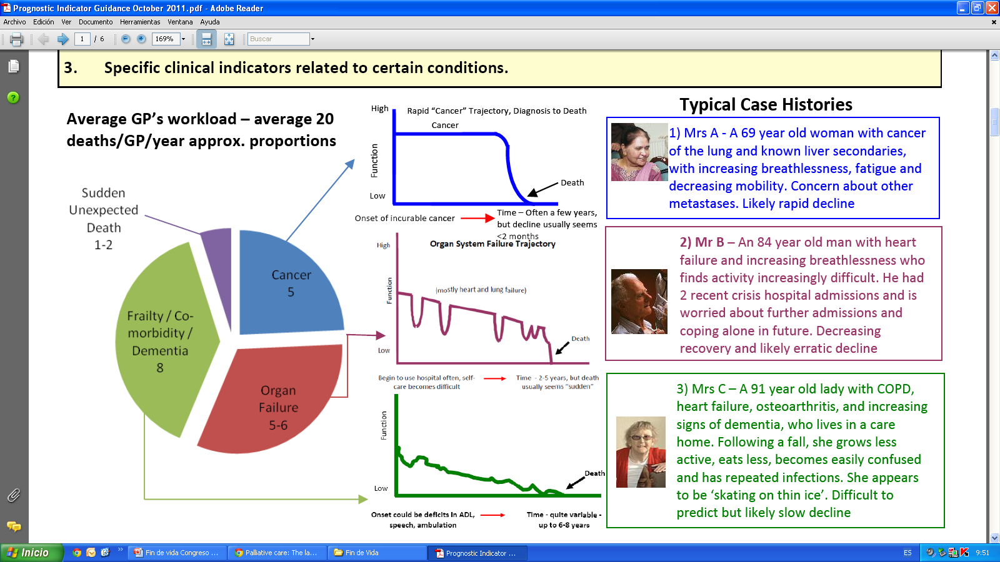 Prognostic Indicator Guidance October 2011.pdf - Adobe Reader
Archivo Edición Ver Documento Herramientas Ventana Ayuda
1 / 6 169% Buscar
3. Specific clinical indicators related to certain conditions.
Average GP's workload – average 20
deaths/GP/year approx. proportions
Sudden
Unexpected
Death
1-2
Cancer
5
Frailty / Co-
morbidity /
Dementia
8
Organ
Failure
5-6
High
Rapid “Cancer” Trajectory, Diagnosis to Death
Cancer
Function
Death
Low
Onset of incurable cancer
Time – Often a few years,
but decline usually seems
<2 months
Organ System Failure Trajectory
High
Function
(mostly heart and lung failure)
Low
Death
Begin to use hospital often, self-
care becomes difficult
Time - 2-5 years, but death
usually seems “sudden”
Function
Low
Death
Onset could be deficits in ADL,
speech, ambulation
Time - quite variable -
up to 6-8 years
Typical Case Histories
1) Mrs A - A 69 year old woman with cancer
of the lung and known liver secondaries,
with increasing breathlessness, fatigue and
decreasing mobility. Concern about other
metastases. Likely rapid decline
2) Mr B – An 84 year old man with heart
failure and increasing breathlessness who
finds activity increasingly difficult. He had
2 recent crisis hospital admissions and is
worried about further admissions and
coping alone in future. Decreasing
recovery and likely erratic decline
3) Mrs C – A 91 year old lady with COPD,
heart failure, osteoarthritis, and increasing
signs of dementia, who lives in a care
home. Following a fall, she grows less
active, eats less, becomes easily confused
and has repeated infections. She appears
to be ‘skating on thin ice’. Difficult to
predict but likely slow decline
Inicio
Fin de vida Congreso ...
Palliative care: The la...
Fin de Vida
Prognostic Indicator ...
ES
9:51